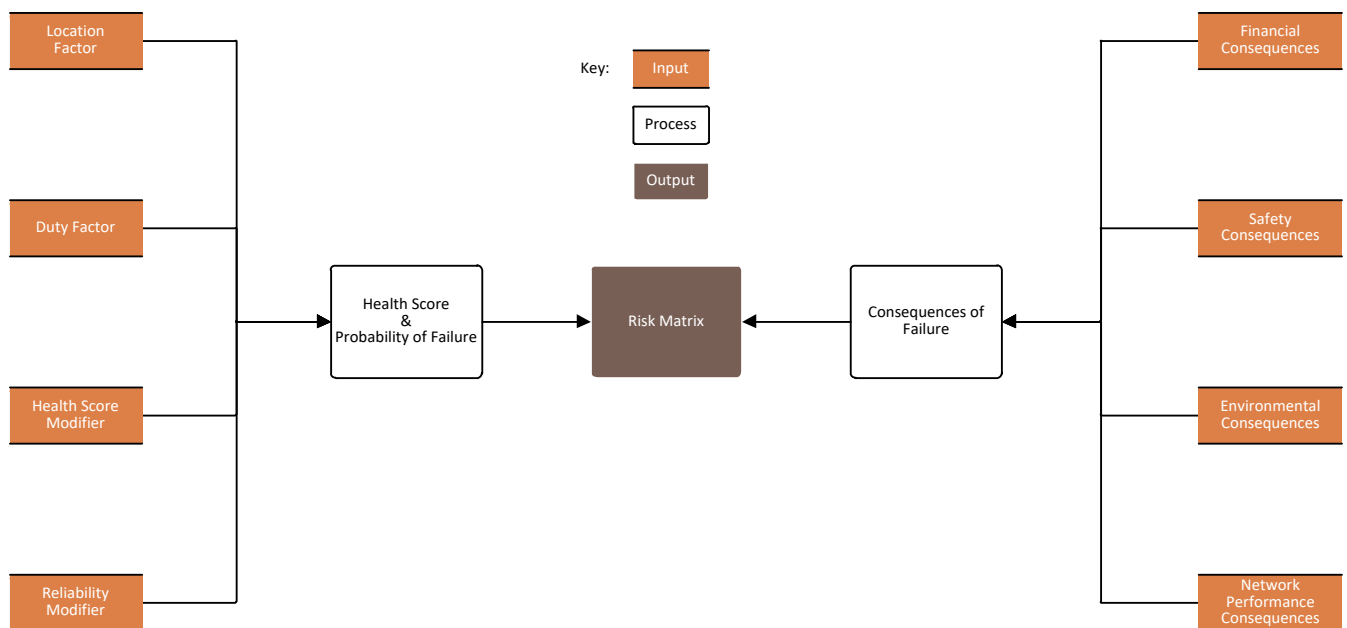 Location
Factor
Financial
Consequences
Key:
Input
Process
Output
Duty Factor
Safety
Consequences
Health Score
&
Probability of Failure
Risk Matrix
Consequences of
Failure
Health Score
Modifier
Environmental
Consequences
Reliability
Modifier
Network
Performance
Consequences